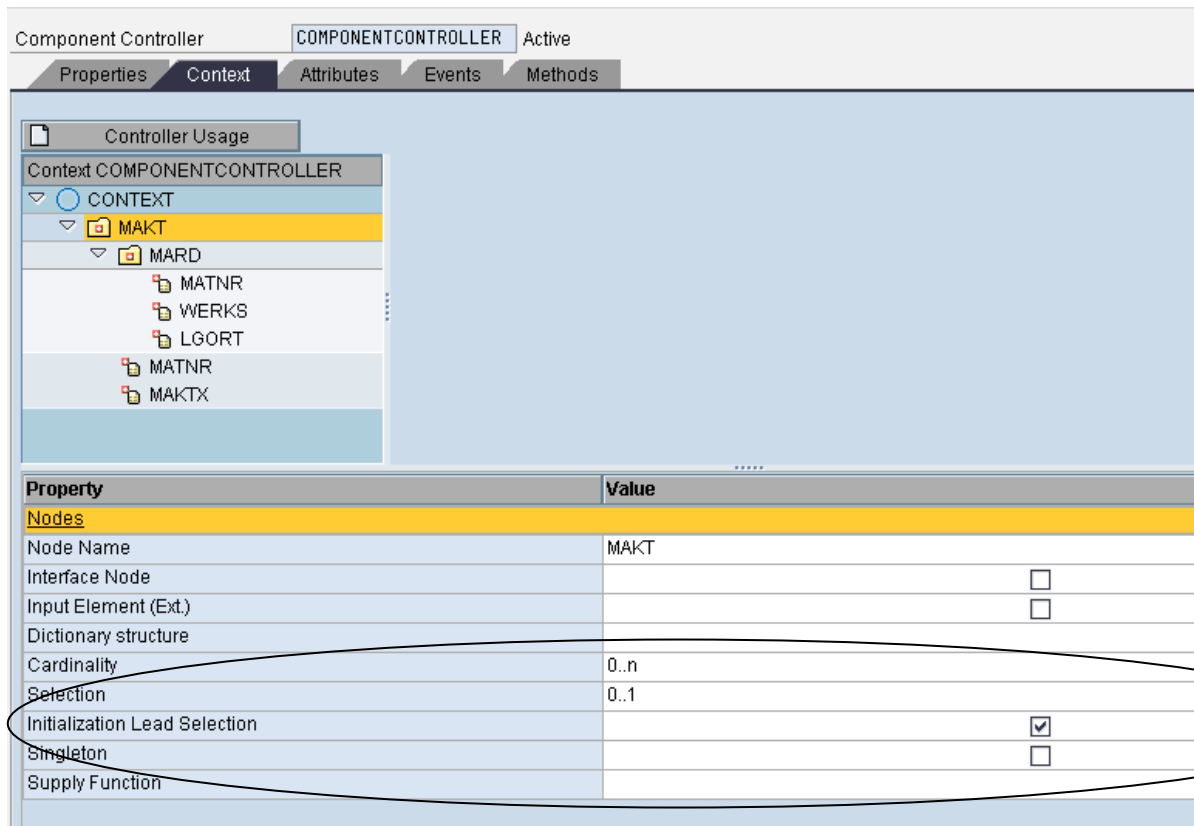 Component Controller COMPONENTCONTROLLER Active
Properties Context Attributes Events Methods
Controller Usage
Context COMPONENTCONTROLLER
CONTEXT
MAKT
MARD
MATNR
WERKS
LGORT
MATNR
MAKTX
Property Value
Nodes
Node Name MAKT
Interface Node
Input Element (Ext.)
Dictionary structure
Cardinality 0..n
Selection 0..1
Initialization Lead Selection
Singleton
Supply Function